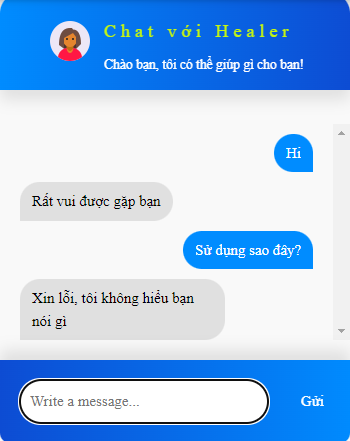 Chat với Healer
Chào bạn, tôi có thể giúp gì cho bạn!
Hi
Rất vui được gặp bạn
Sử dụng sao đây?
Xin lỗi, tôi không hiểu bạn
nói gì
Write a message...
Gửi